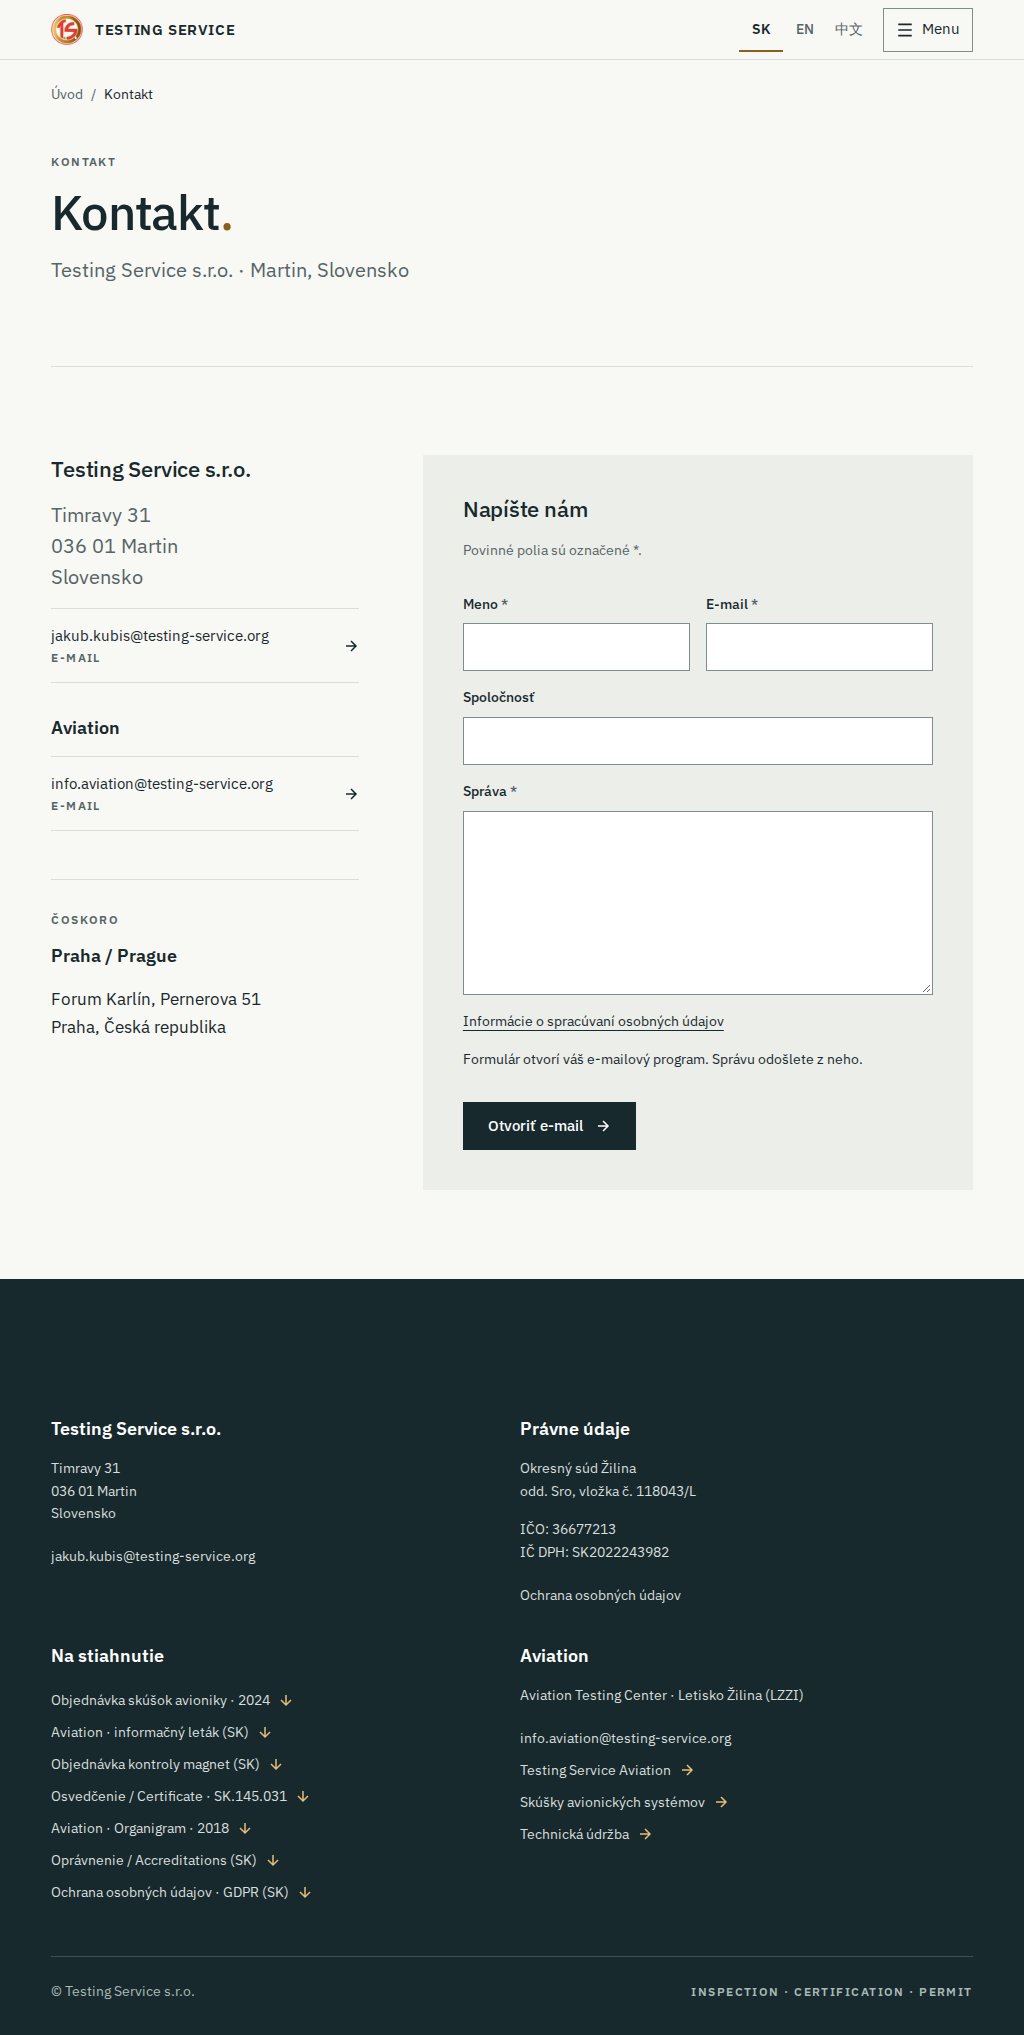 TS TESTING SERVICE
SK EN 中文 Menu
Úvod / Kontakt
KONTAKT
Kontakt.
Testing Service s.r.o. · Martin, Slovensko
Testing Service s.r.o.
Timravy 31
036 01 Martin
Slovensko
jakub.kubis@testing-service.org
E-MAIL
Aviation
info.aviation@testing-service.org
E-MAIL
ČOSKORO
Praha / Prague
Forum Karlín, Pernerova 51
Praha, Česká republika
Napíšte nám
Povinné polia sú označené *.
Meno * E-mail *
Spoločnosť
Správa *
Informácie o spracúvaní osobných údajov
Formulár otvorí váš e-mailový program. Správu odošlete z neho.
Otvoriť e-mail →
Testing Service s.r.o.
Timravy 31
036 01 Martin
Slovensko
jakub.kubis@testing-service.org
Právne údaje
Okresný súd Žilina
odd. Sro, vložka č. 118043/L
IČO: 36677213
IČ DPH: SK2022243982
Ochrana osobných údajov
Na stiahnutie
Objednávka skúšok avioniky · 2024 ↓
Aviation · informačný leták (SK) ↓
Objednávka kontroly magnet (SK) ↓
Osvedčenie / Certificate · SK.145.031 ↓
Aviation · Organigram · 2018 ↓
Oprávnenie / Accreditations (SK) ↓
Ochrana osobných údajov · GDPR (SK) ↓
Aviation
Aviation Testing Center · Letisko Žilina (LZZI)
info.aviation@testing-service.org
Testing Service Aviation →
Skúšky avionických systémov →
Technická údržba →
© Testing Service s.r.o.
INSPECTION · CERTIFICATION · PERMIT